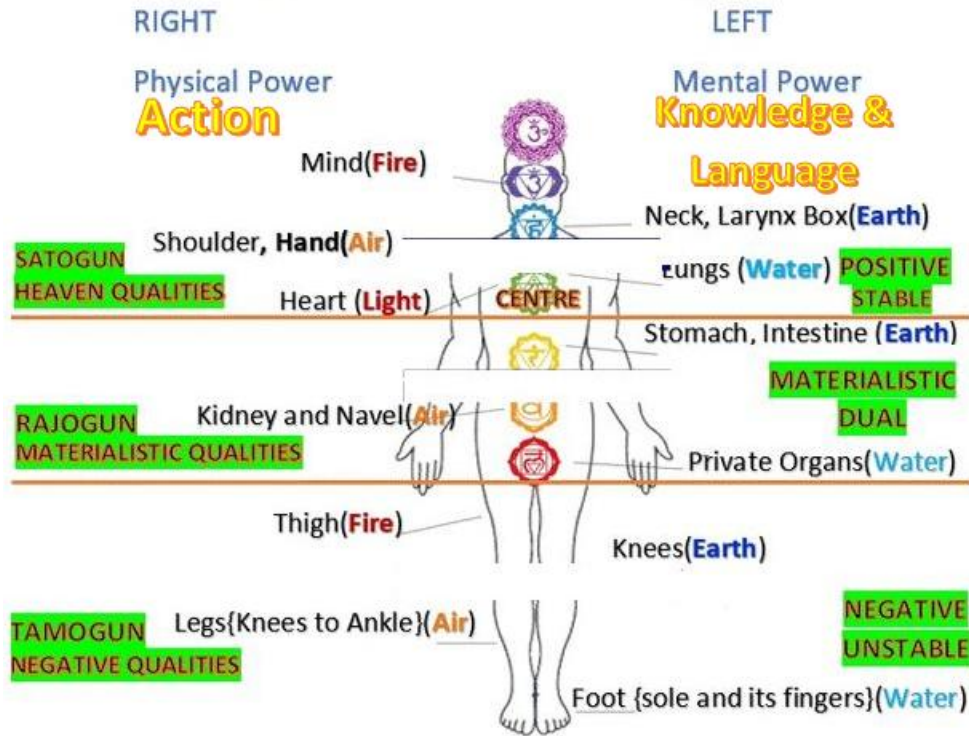 RIGHT
LEFT
Physical Power
Mental Power
Action
Knowledge &
Language
ॐ
ॐ
Mind(Fire)
हं
Neck, Larynx Box(Earth)
Shoulder, Hand(Air)
SATOGUN
HEAVEN QUALITIES
Lungs (Water)
POSITIVE
STABLE
Heart (Light)
CENTRE
Stomach, Intestine (Earth)
रं
MATERIALISTIC
DUAL
RAJOGUN
MATERIALISTIC QUALITIES
Kidney and Navel(Air)
वं
लं
Private Organs(Water)
Thigh(Fire)
Knees(Earth)
TAMOGUN
NEGATIVE QUALITIES
Legs{Knees to Ankle}(Air)
NEGATIVE
UNSTABLE
Foot {sole and its fingers}(Water)